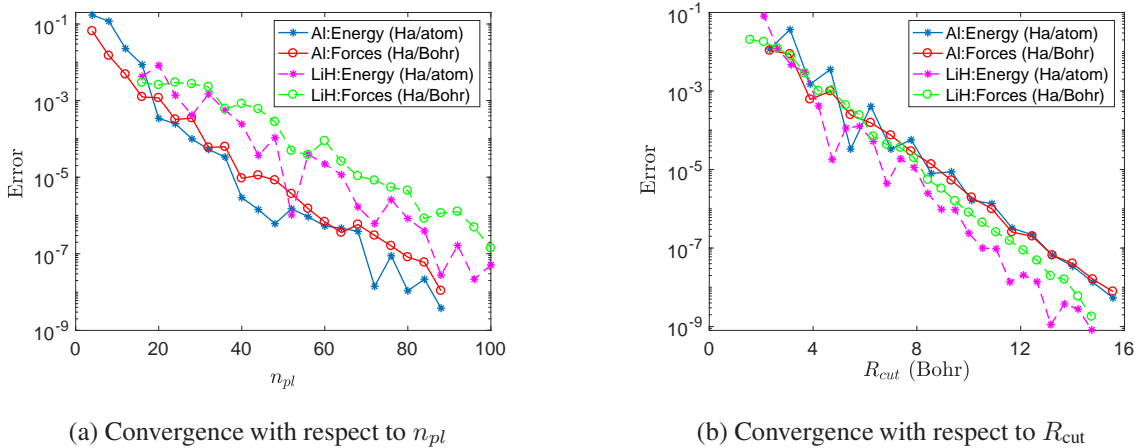 10^-1
10^-3
10^-5
10^-7
10^-9
Error
0 20 40 60 80 100
n_pl
Al:Energy (Ha/atom)
Al:Forces (Ha/Bohr)
LiH:Energy (Ha/atom)
LiH:Forces (Ha/Bohr)
(a) Convergence with respect to n_pl
10^-1
10^-3
10^-5
10^-7
10^-9
Error
0 4 8 12 16
R_cut (Bohr)
Al:Energy (Ha/atom)
Al:Forces (Ha/Bohr)
LiH:Energy (Ha/atom)
LiH:Forces (Ha/Bohr)
(b) Convergence with respect to R_cut